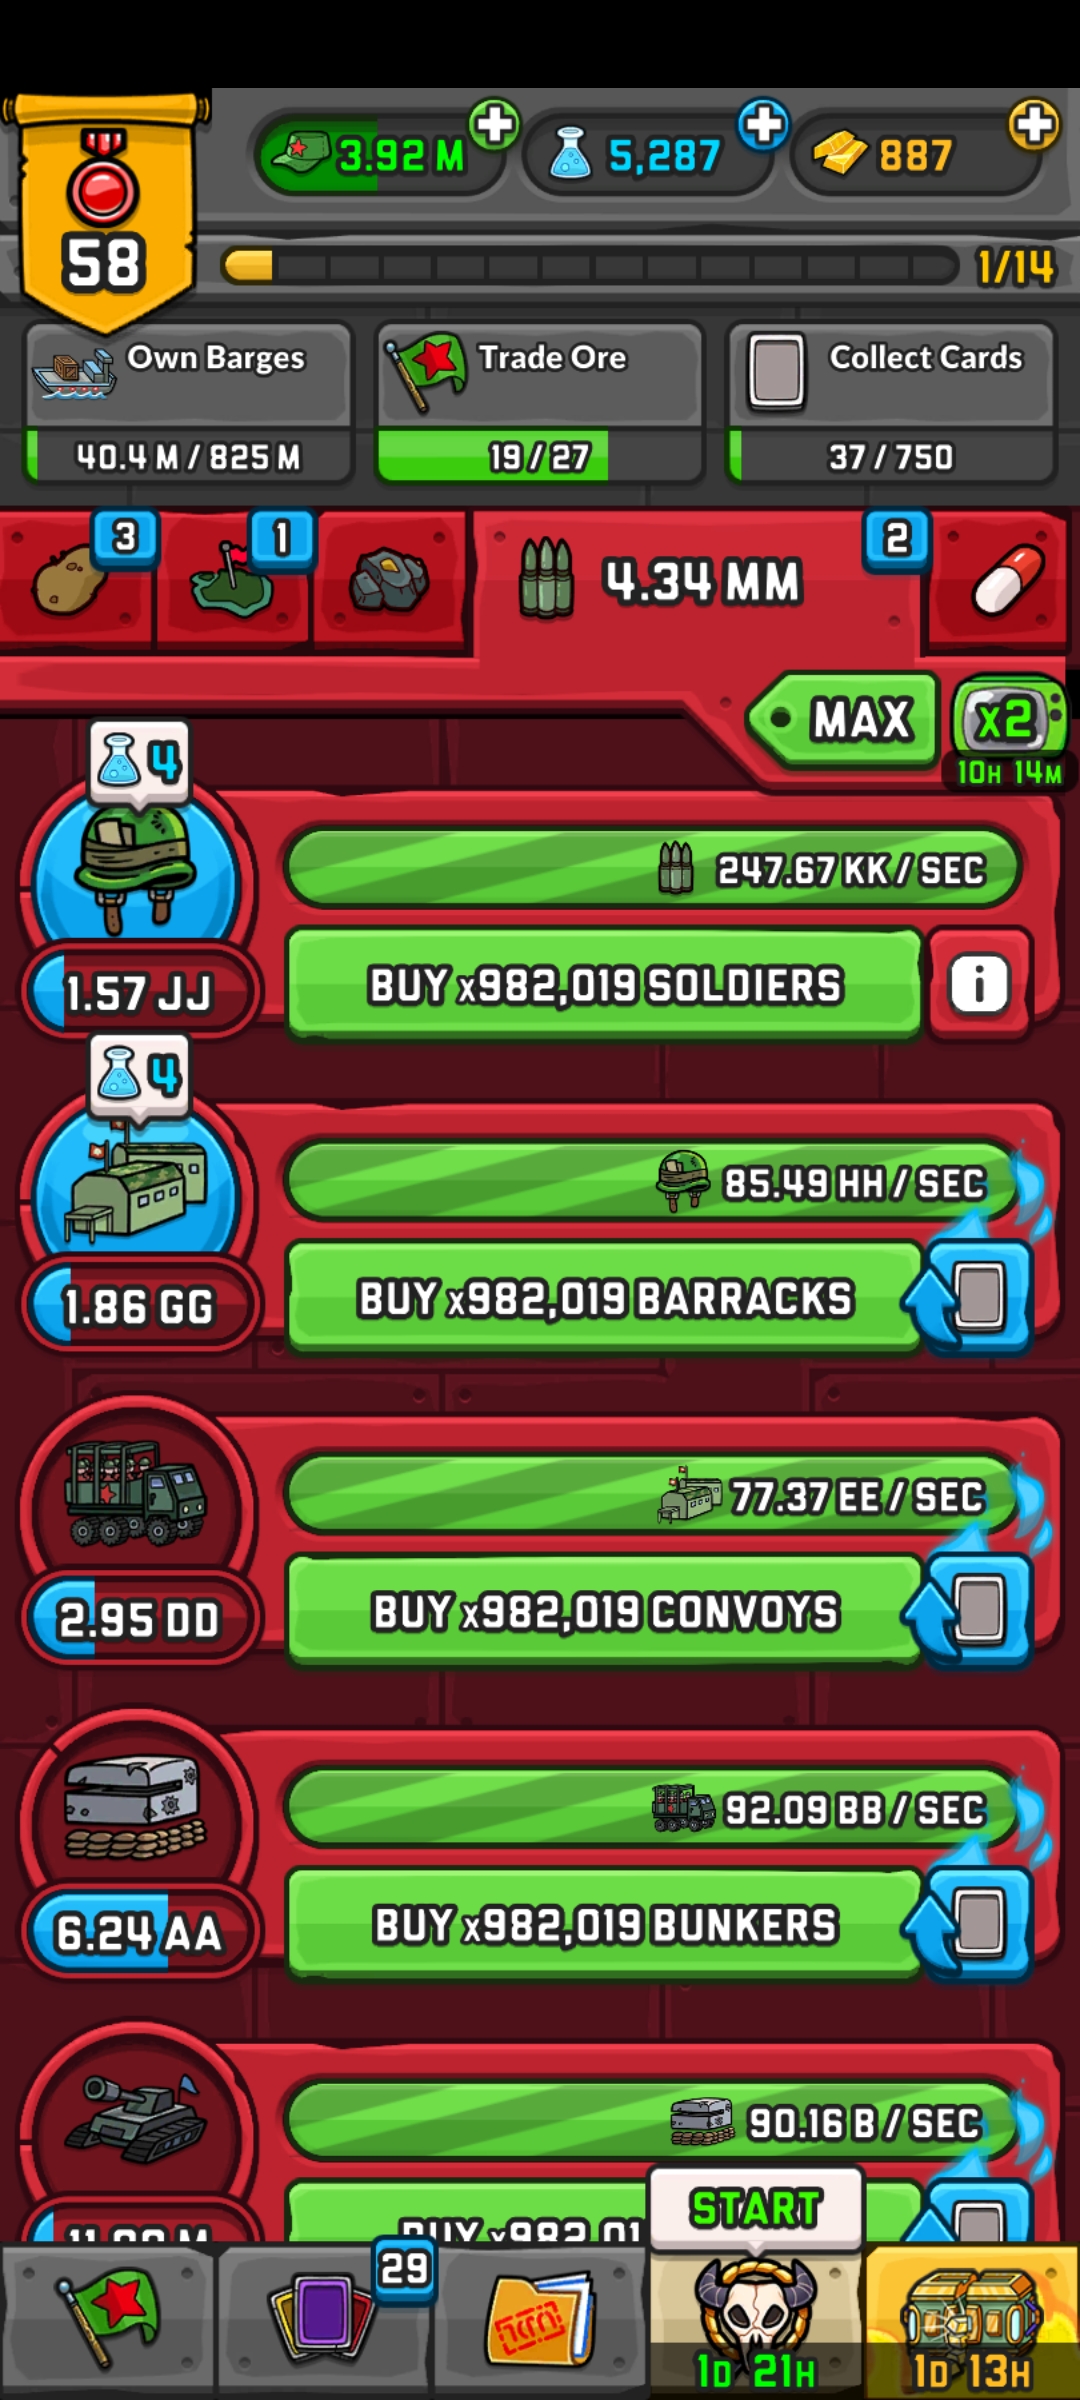 58
3.92 M
5,287
887
1/14
Own Barges
40.4 M / 825 M
Trade Ore
19 / 27
Collect Cards
37 / 750
3
1
4.34 MM
2
MAX
x2
10H 14M
4
247.67 KK / SEC
1.57 JJ
BUY x982,019 SOLDIERS
i
4
85.49 HH / SEC
1.86 GG
BUY x982,019 BARRACKS
77.37 EE / SEC
2.95 DD
BUY x982,019 CONVOYS
92.09 BB / SEC
6.24 AA
BUY x982,019 BUNKERS
90.16 B / SEC
BUY x982,01
START
29
1D 21H
1D 13H